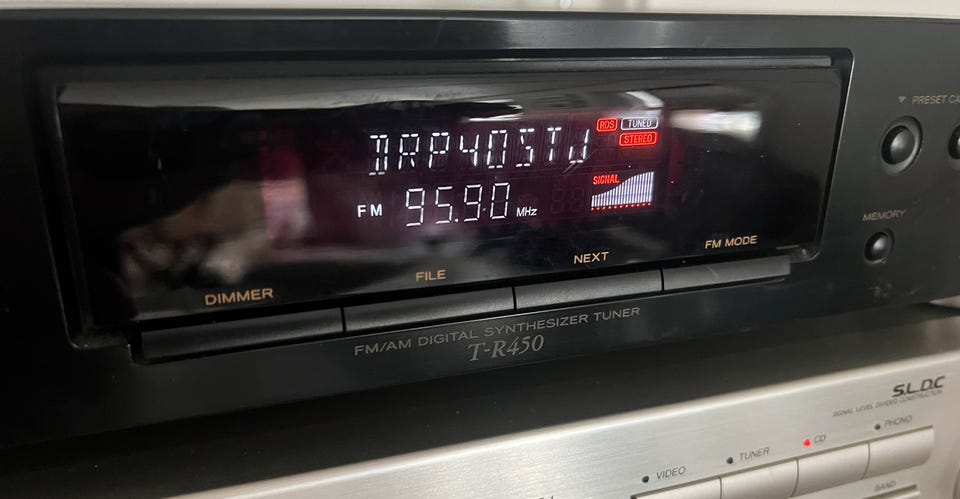 RDS TUNED
DRP4ØSTJ
STEREO
SIGNAL
FM 95.90 MHz
PRESET CA
MEMORY
DIMMER
FILE
NEXT
FM MODE
FM/AM DIGITAL SYNTHESIZER TUNER
T-R450
S.L.D.C
SIGNAL LEVEL DIVIDED CONSTRUCTION
VIDEO
TUNER
CD
PHONO
BAND